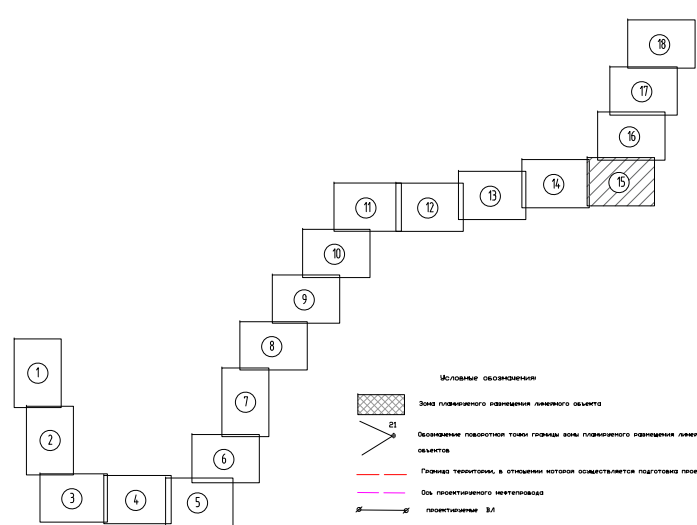 18
17
16
15
14
13
11
12
10
9
8
1
7
2
6
3
4
5
Условные обозначения
Зона планируемого размещения линейного объекта
21
Обозначение поворотной точки границы зоны планируемого размещения
объектов
Граница территории, в отношении которой осуществляется подготовка
Ось проектируемого нефтепровода
проектируемые ВЛ